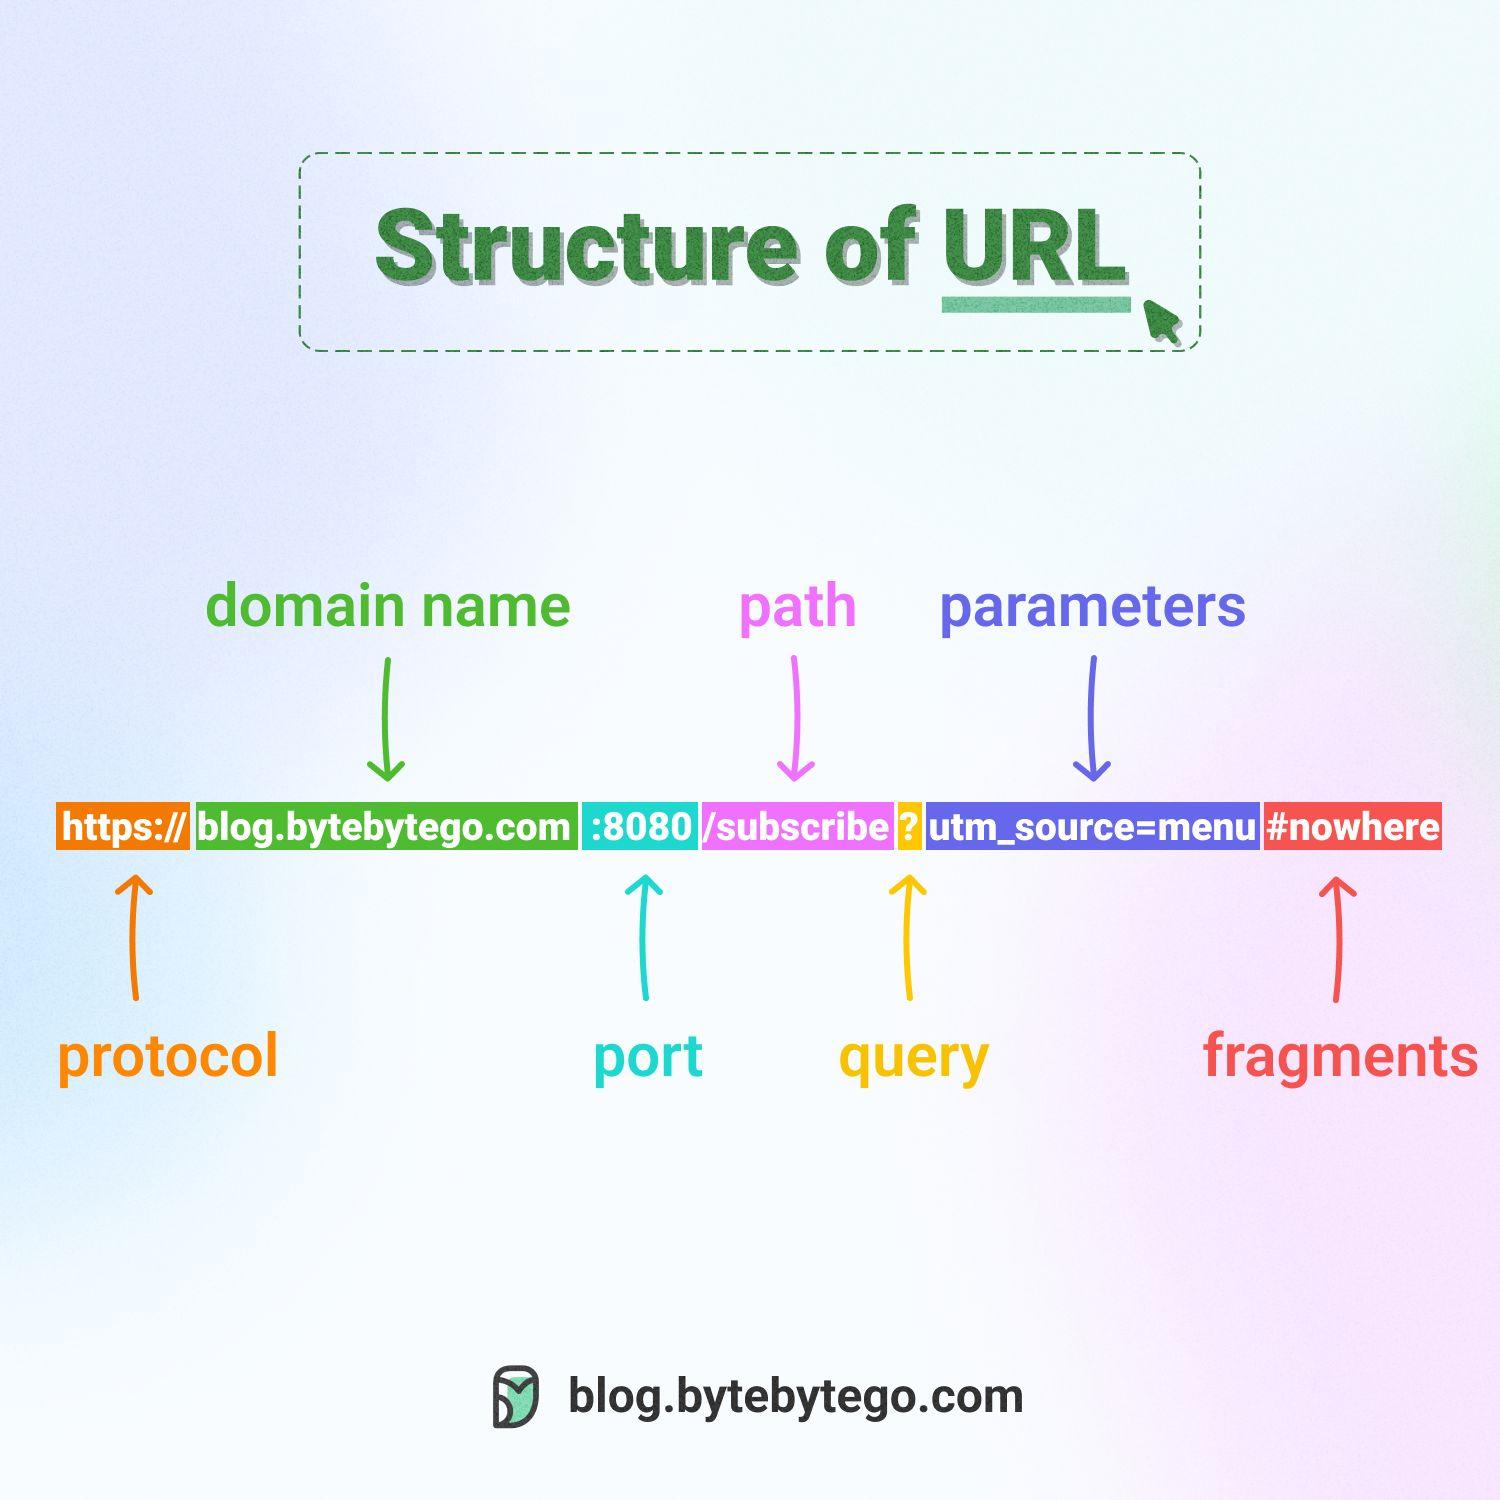 Structure of URL
domain name path parameters
https:// blog.bytebytego.com :8080 /subscribe ? utm_source=menu #nowhere
protocol port query fragments
blog.bytebytego.com